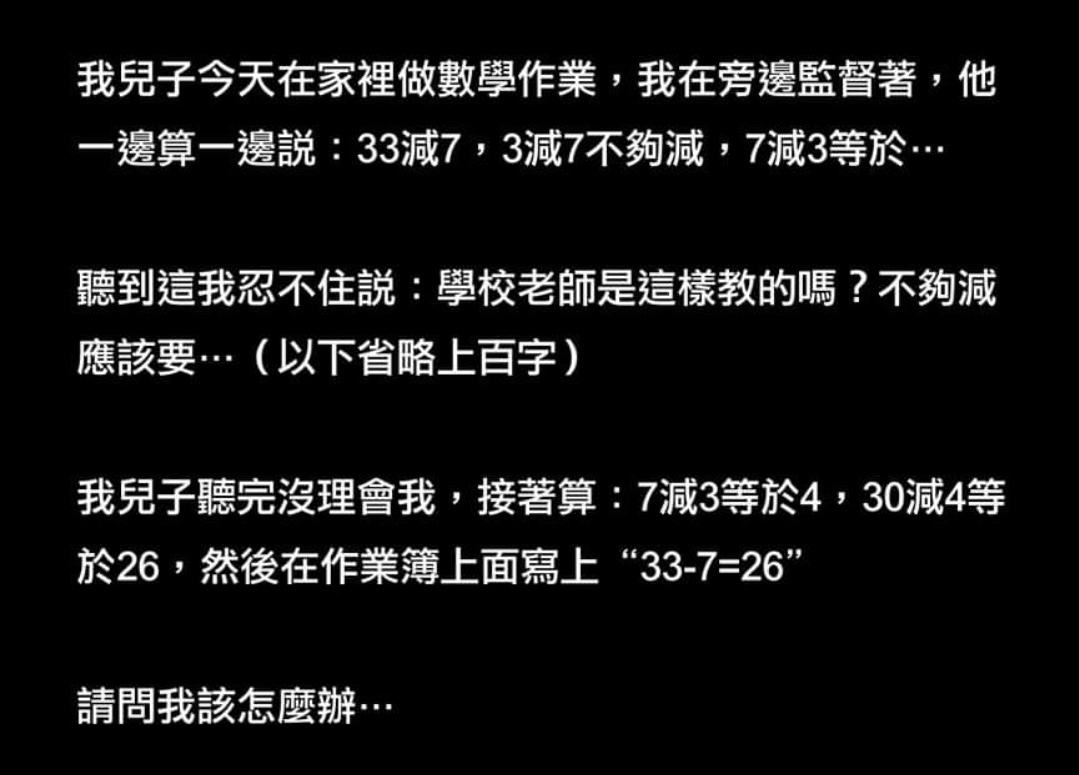 我兒子今天在家裡做數學作業，我在旁邊監督著，他
一邊算一邊説：33減7，3減7不夠減，7減3等於…
聽到這我忍不住説：學校老師是這樣教的嗎？不夠減
應該要…（以下省略上百字）
我兒子聽完沒理會我，接著算：7減3等於4，30減4等
於26，然後在作業簿上面寫上“33-7=26”
請問我該怎麼辦…